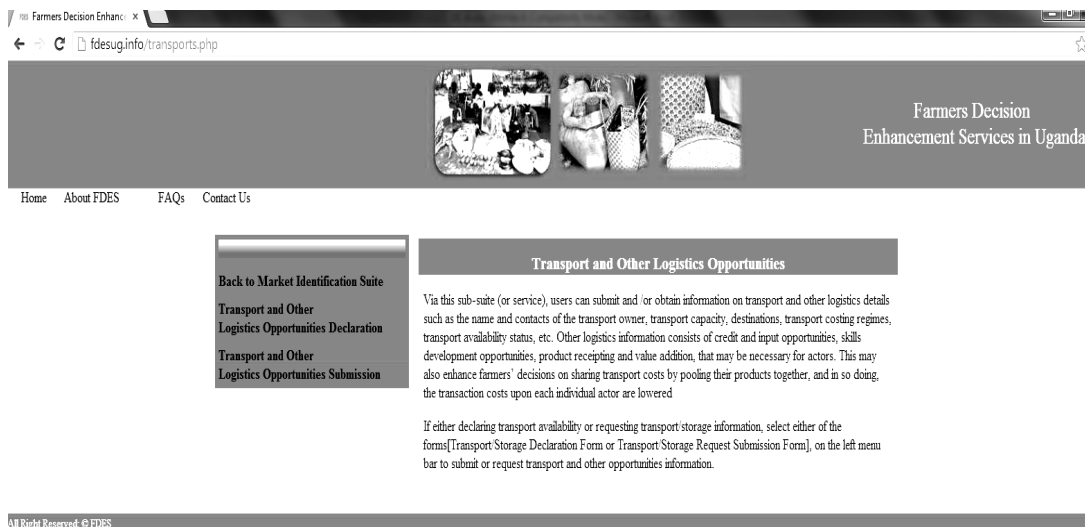 Farmers Decision Enhanc
fdesug.info/transports.php
Farmers Decision
Enhancement Services in Uganda
Home About FDES FAQs Contact Us
Back to Market Identification Suite
Transport and Other
Logistics Opportunities Declaration
Transport and Other
Logistics Opportunities Submission
Transport and Other Logistics Opportunities
Via this sub-suite (or service), users can submit and /or obtain information on transport and other logistics details
such as the name and contacts of the transport owner, transport capacity, destinations, transport costing regimes,
transport availability status, etc. Other logistics information consists of credit and input opportunities, skills
development opportunities, product receipting and value addition, that may be necessary for actors. This may
also enhance farmers’ decisions on sharing transport costs by pooling their products together, and in so doing,
the transaction costs upon each individual actor are lowered
If either declaring transport availability or requesting transport/storage information, select either of the
forms[Transport/Storage Declaration Form or Transport/Storage Request Submission Form], on the left menu
bar to submit or request transport and other opportunities information.
All Right Reserved: © FDES